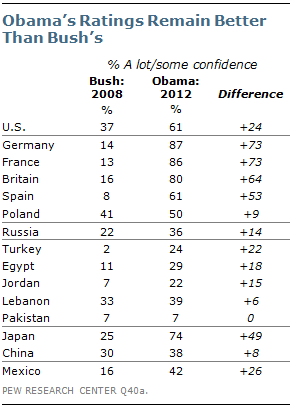 Obama's Ratings Remain Better
Than Bush's
% A lot/some confidence
Bush: Obama:
2008 2012 Difference
% %
U.S. 37 61 +24
Germany 14 87 +73
France 13 86 +73
Britain 16 80 +64
Spain 8 61 +53
Poland 41 50 +9
Russia 22 36 +14
Turkey 2 24 +22
Egypt 11 29 +18
Jordan 7 22 +15
Lebanon 33 39 +6
Pakistan 7 7 0
Japan 25 74 +49
China 30 38 +8
Mexico 16 42 +26
PEW RESEARCH CENTER Q40a.